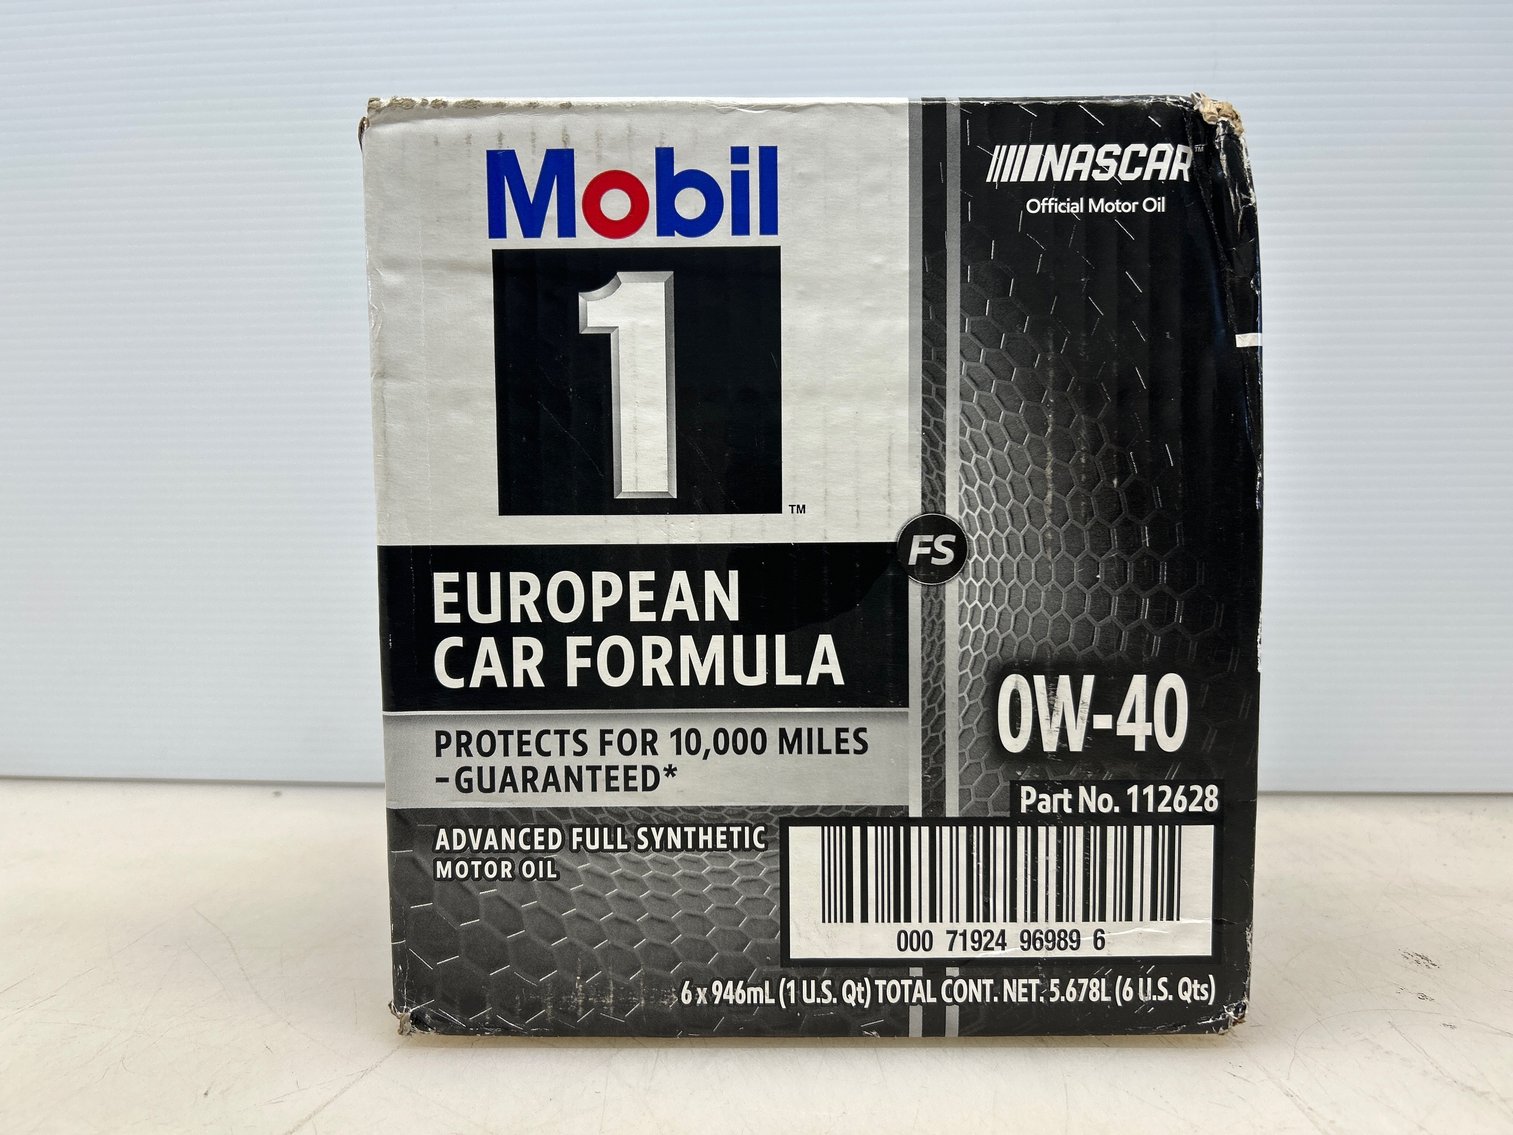 Mobil
1
TM
NASCAR™
Official Motor Oil
FS
EUROPEAN
CAR FORMULA
PROTECTS FOR 10,000 MILES
-GUARANTEED*
0W-40
Part No. 112628
ADVANCED FULL SYNTHETIC
MOTOR OIL
000 71924 96989 6
6 x 946mL (1 U.S. Qt) TOTAL CONT. NET. 5.678L (6 U.S. Qts)